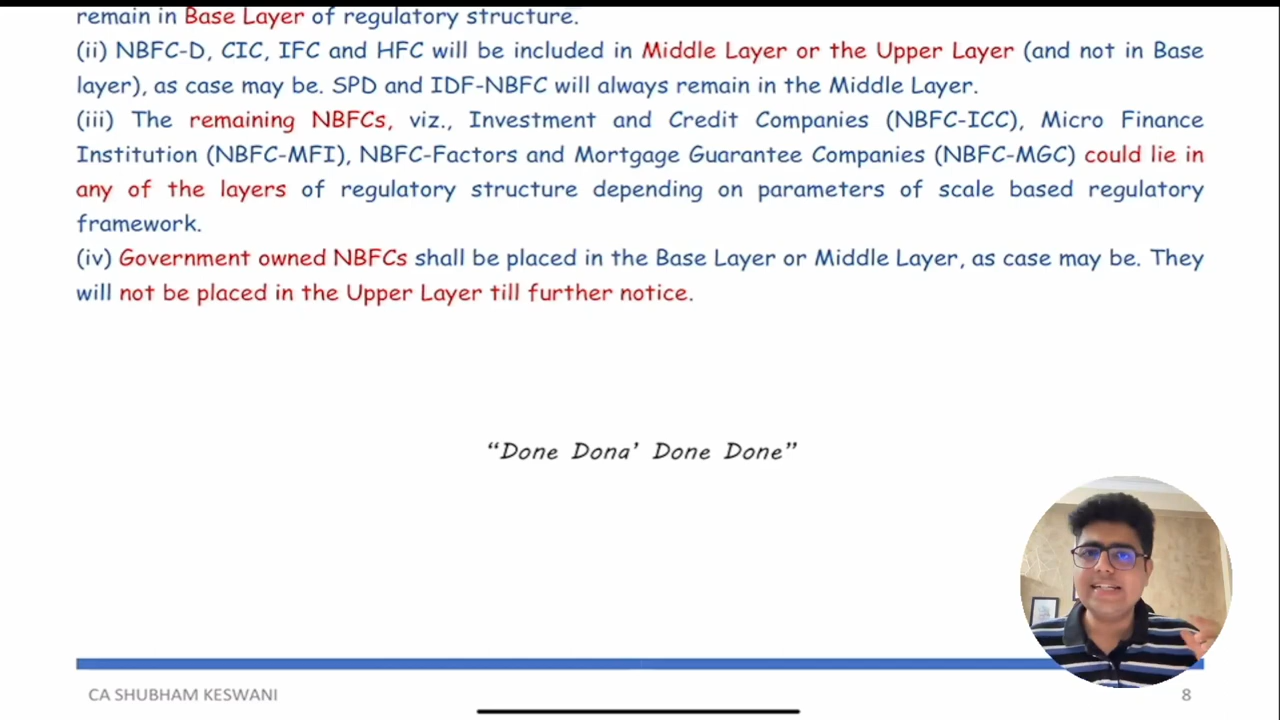 remain in Base Layer of regulatory structure.
(ii) NBFC-D, CIC, IFC and HFC will be included in Middle Layer or the Upper Layer (and not in Base
layer), as case may be. SPD and IDF-NBFC will always remain in the Middle Layer.
(iii) The remaining NBFCs, viz., Investment and Credit Companies (NBFC-ICC), Micro Finance
Institution (NBFC-MFI), NBFC-Factors and Mortgage Guarantee Companies (NBFC-MGC) could lie in
any of the layers of regulatory structure depending on parameters of scale based regulatory
framework.
(iv) Government owned NBFCs shall be placed in the Base Layer or Middle Layer, as case may be. They
will not be placed in the Upper Layer till further notice.
“Done Dona’ Done Done”
CA SHUBHAM KESWANI
8